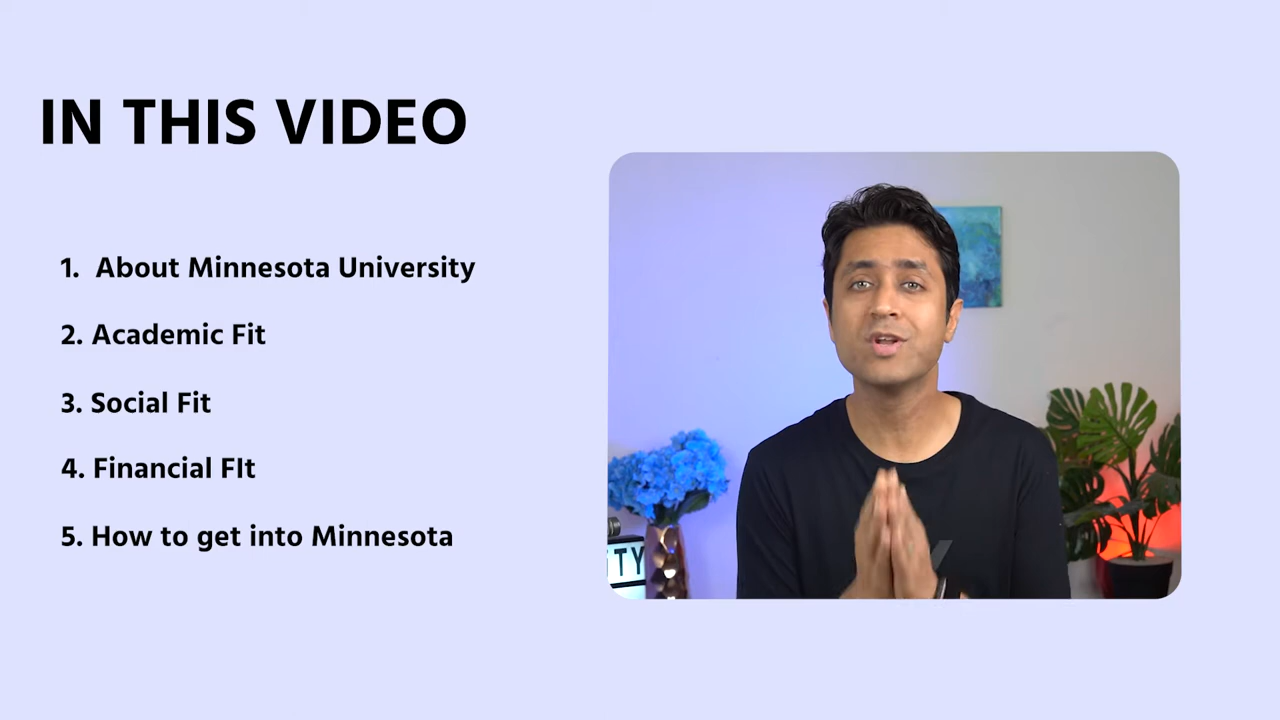 IN THIS VIDEO
1. About Minnesota University
2. Academic Fit
3. Social Fit
4. Financial FIt
5. How to get into Minnesota
TY